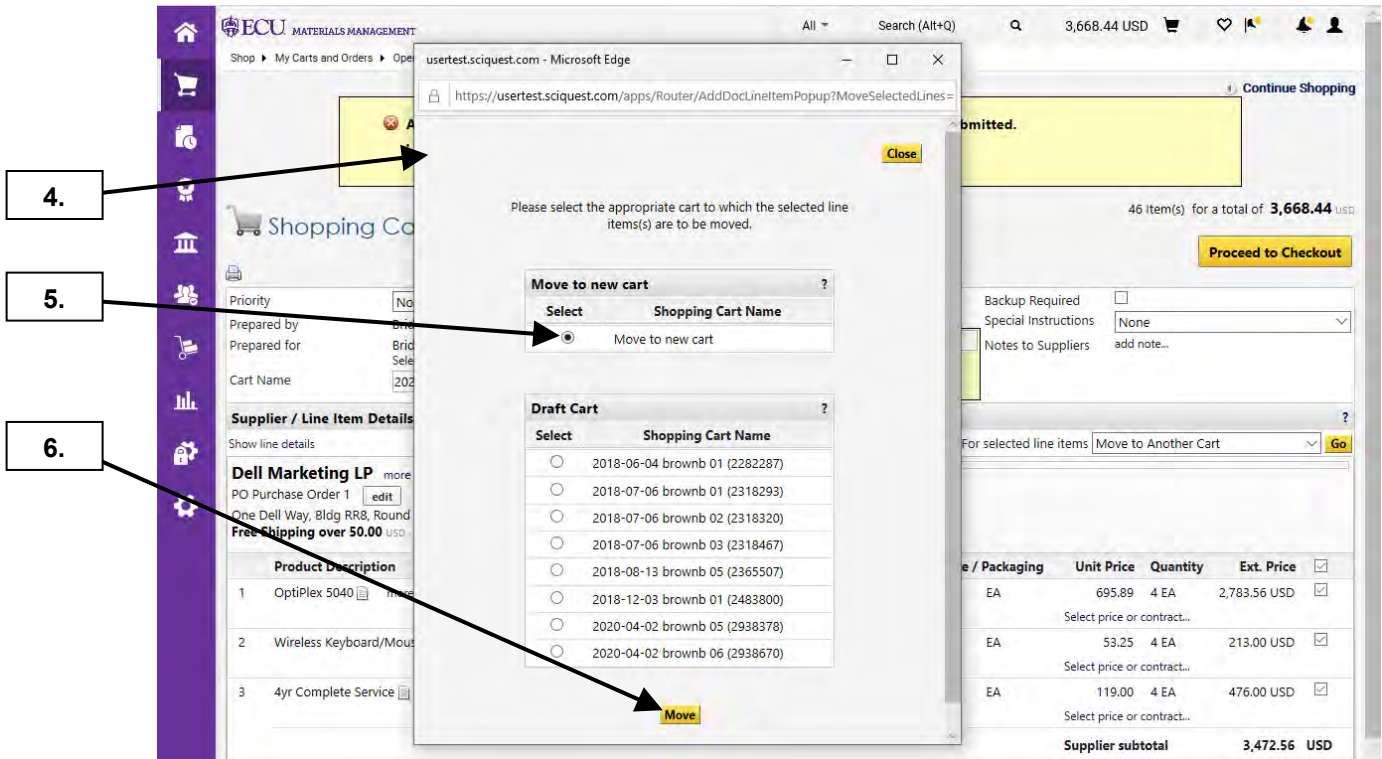 ECU MATERIALS MANAGEMENT
All
Search (Alt+Q)
3,668.44 USD
Shop
My Carts and Orders
Ope
Continue Shopping
usertest.sciquest.com - Microsoft Edge
https://usertest.sciquest.com/apps/Router/AddDocLineItemPopup?MoveSelectedLines=
A
bmitted.
Close
4.
Please select the appropriate cart to which the selected line
items(s) are to be moved.
46 item(s) for a total of 3,668.44 USD
Shopping Ca
Proceed to Checkout
5.
Move to new cart ?
Select Shopping Cart Name
Move to new cart
Priority No
Prepared by Brid
Prepared for Brid
Sele
Cart Name 202
Backup Required
Special Instructions None
Notes to Suppliers add note...
Supplier / Line Item Details ?
Show line details
For selected line items Move to Another Cart Go
6.
Draft Cart ?
Select Shopping Cart Name
2018-06-04 brownb 01 (2282287)
2018-07-06 brownb 01 (2318293)
2018-07-06 brownb 02 (2318320)
2018-07-06 brownb 03 (2318467)
2018-08-13 brownb 05 (2365507)
2018-12-03 brownb 01 (2483800)
2020-04-02 brownb 05 (2938378)
2020-04-02 brownb 06 (2938670)
Move
Dell Marketing LP more
PO Purchase Order 1 edit
One Dell Way, Bldg RR8, Round
Free Shipping over 50.00 USD
Product Description e / Packaging Unit Price Quantity Ext. Price
1 OptiPlex 5040 more EA 695.89 4 EA 2,783.56 USD
Select price or contract...
2 Wireless Keyboard/Mous EA 53.25 4 EA 213.00 USD
Select price or contract...
3 4yr Complete Service EA 119.00 4 EA 476.00 USD
Select price or contract...
Supplier subtotal 3,472.56 USD